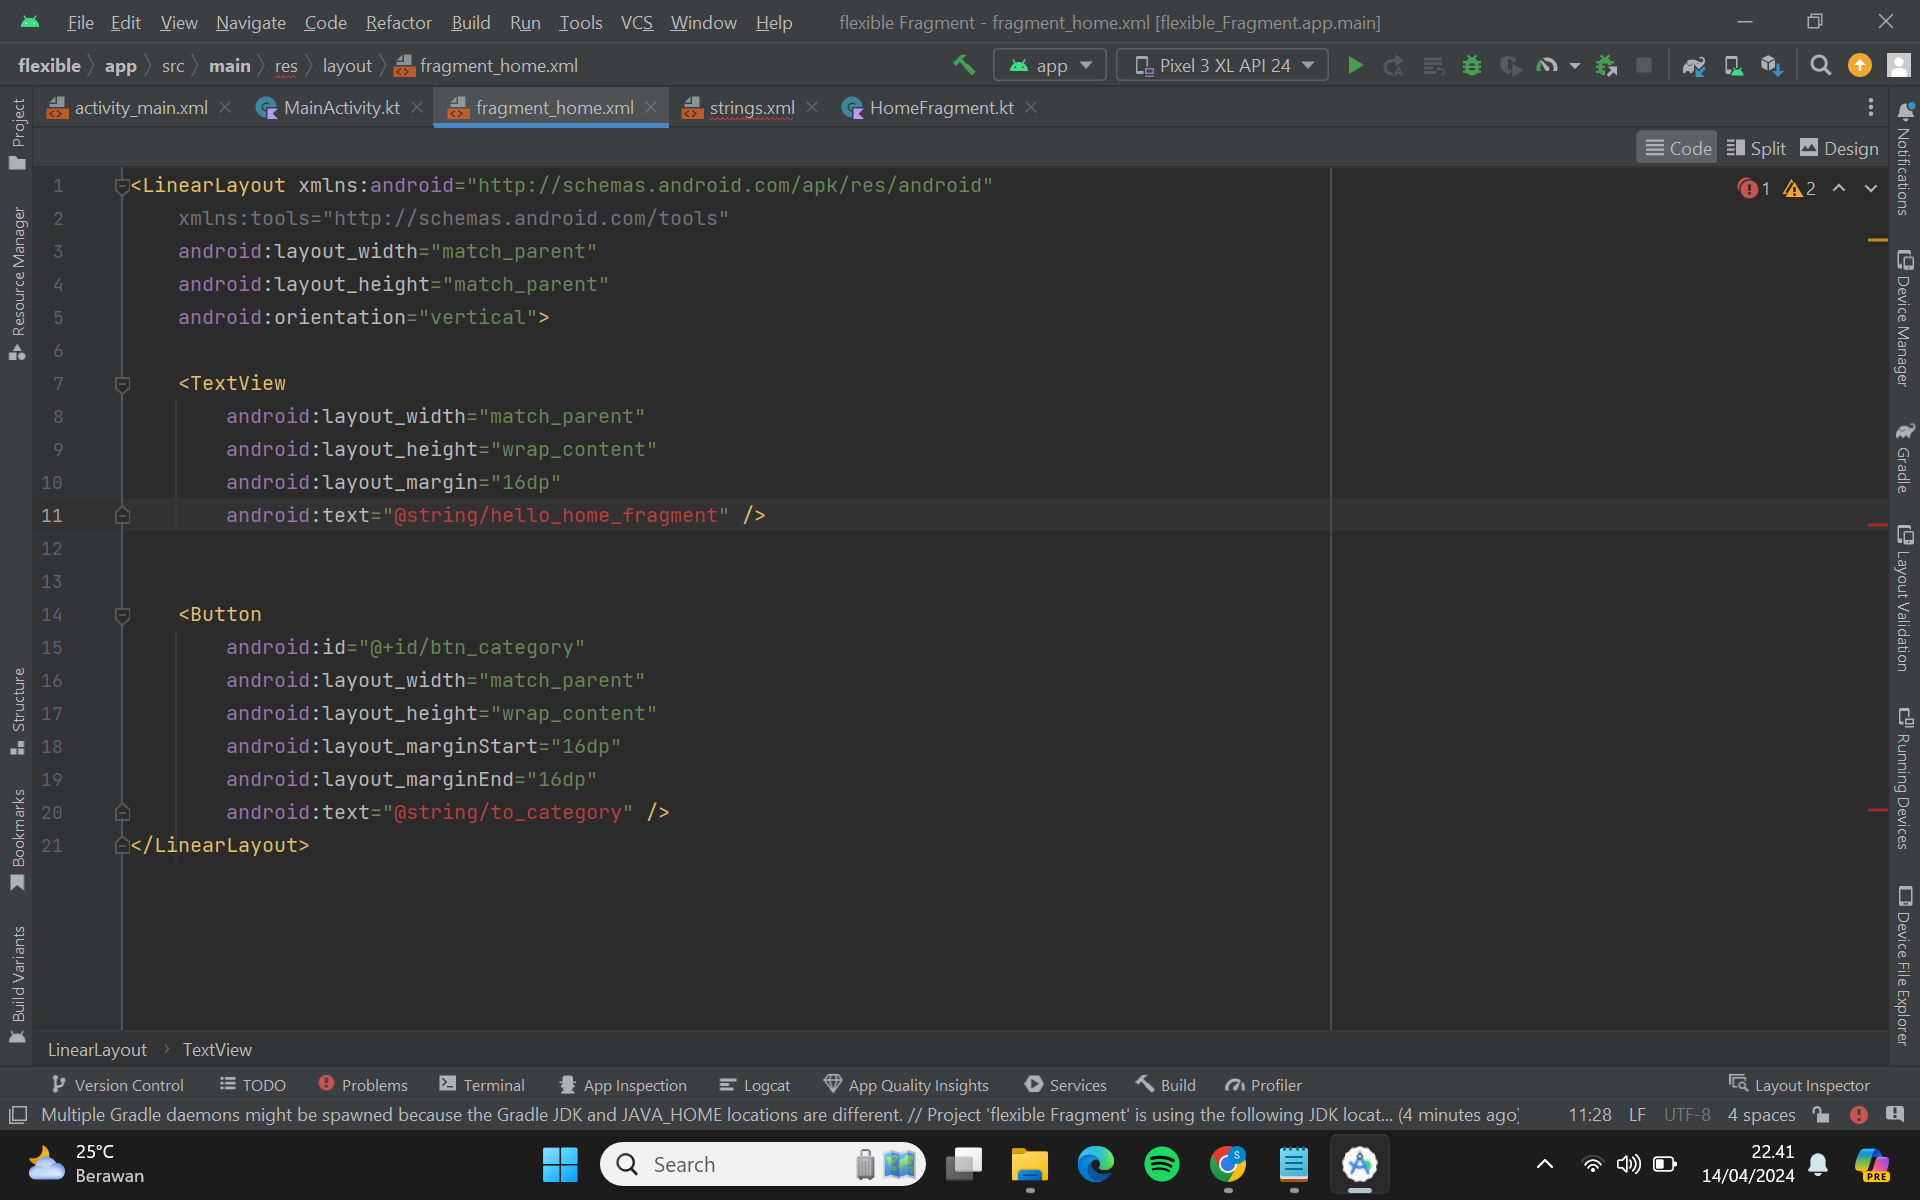 File Edit View Navigate Code Refactor Build Run Tools VCS Window Help flexible Fragment - fragment_home.xml [flexible_Fragment.app.main]
flexible app src main res layout fragment_home.xml app Pixel 3 XL API 24
activity_main.xml MainActivity.kt fragment_home.xml strings.xml HomeFragment.kt
Code Split Design
1 2
1 <LinearLayout xmlns:android="http://schemas.android.com/apk/res/android"
2 xmlns:tools="http://schemas.android.com/tools"
3 android:layout_width="match_parent"
4 android:layout_height="match_parent"
5 android:orientation="vertical">
6
7 <TextView
8 android:layout_width="match_parent"
9 android:layout_height="wrap_content"
10 android:layout_margin="16dp"
11 android:text="@string/hello_home_fragment" />
12
13
14 <Button
15 android:id="@+id/btn_category"
16 android:layout_width="match_parent"
17 android:layout_height="wrap_content"
18 android:layout_marginStart="16dp"
19 android:layout_marginEnd="16dp"
20 android:text="@string/to_category" />
21 </LinearLayout>
Project
Resource Manager
Structure
Bookmarks
Build Variants
Notifications
Device Manager
Gradle
Layout Validation
Running Devices
Device File Explorer
LinearLayout TextView
Version Control TODO Problems Terminal App Inspection Logcat App Quality Insights Services Build Profiler Layout Inspector
Multiple Gradle daemons might be spawned because the Gradle JDK and JAVA_HOME locations are different. // Project 'flexible Fragment' is using the following JDK locat... (4 minutes ago) 11:28 LF UTF-8 4 spaces
25°C
Berawan
Search
S
22.41
14/04/2024
PRE